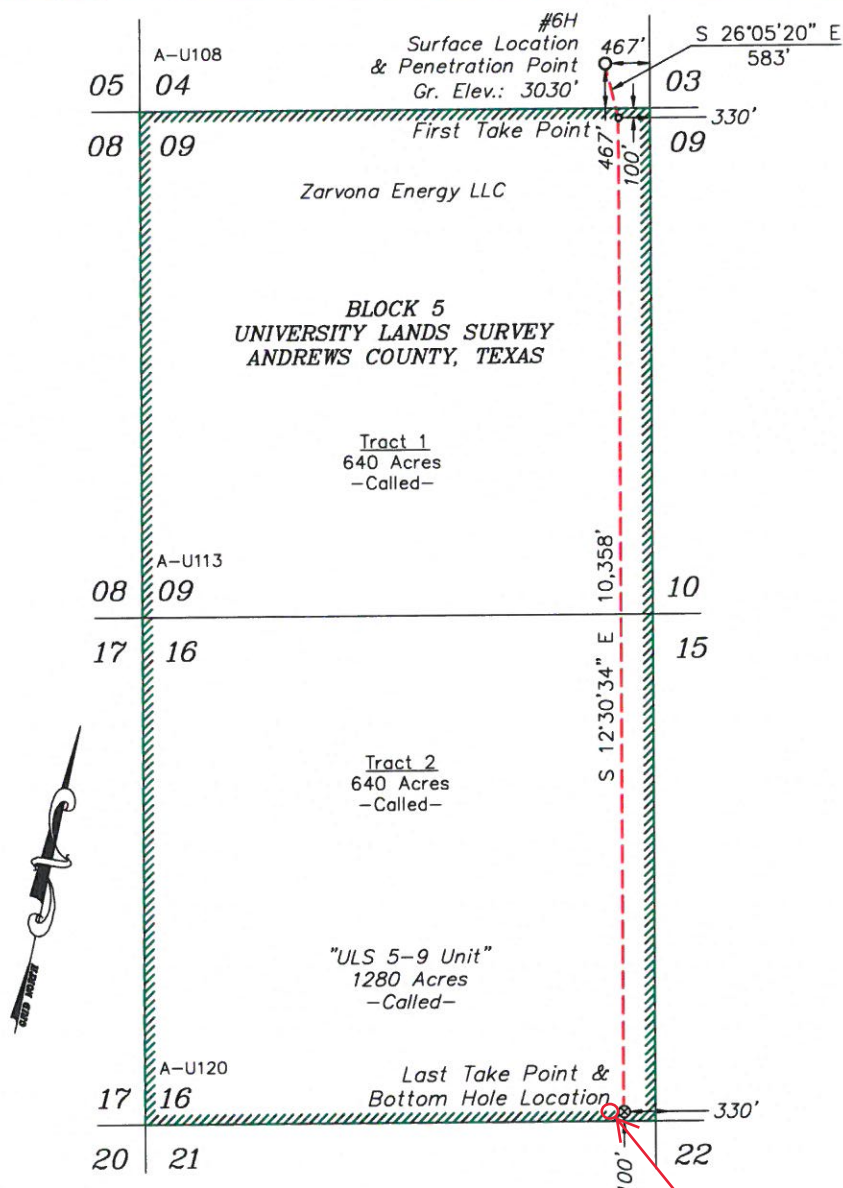 #6H
Surface Location
& Penetration Point
Gr. Elev.: 3030'
467'
S 26°05'20" E
583'
A-U108
05
04
03
08
09
First Take Point
467'
100'
330'
09
Zarvona Energy LLC
BLOCK 5
UNIVERSITY LANDS SURVEY
ANDREWS COUNTY, TEXAS
Tract 1
640 Acres
-Called-
A-U113
08
09
10
17
16
15
S 12°30'34" E 10,358'
Tract 2
640 Acres
-Called-
"ULS 5-9 Unit"
1280 Acres
-Called-
A-U120
Last Take Point &
Bottom Hole Location
17
16
330'
20
21
22